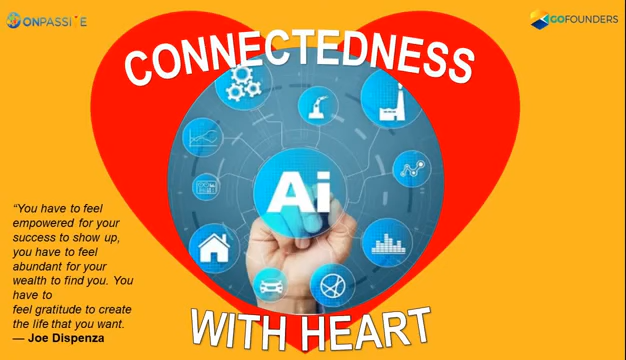 ONPASSIVE
GOFOUNDERS
CONNECTEDNESS
Ai
"You have to feel
empowered for your
success to show up,
you have to feel
abundant for your
wealth to find you. You
have to
feel gratitude to create
the life that you want.
— Joe Dispenza
WITH HEART